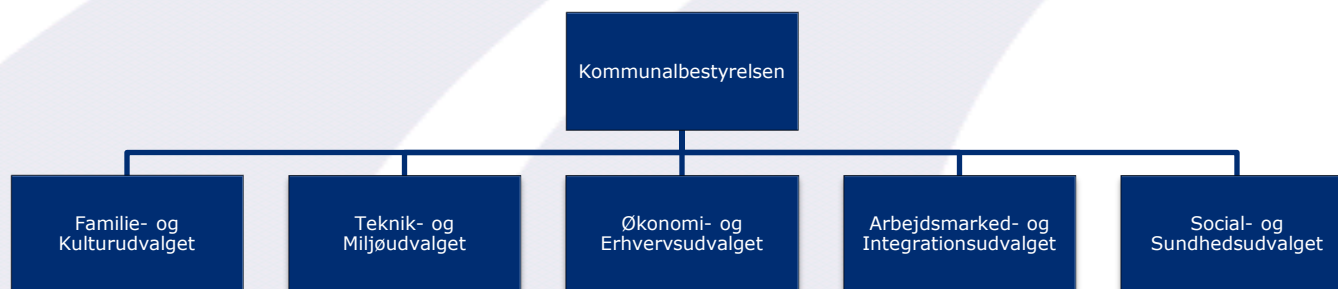 Kommunalbestyrelsen
Familie- og
Kulturudvalget
Teknik- og
Miljøudvalget
Økonomi- og
Erhvervsudvalget
Arbejdsmarked- og
Integrationsudvalget
Social- og
Sundhedsudvalget